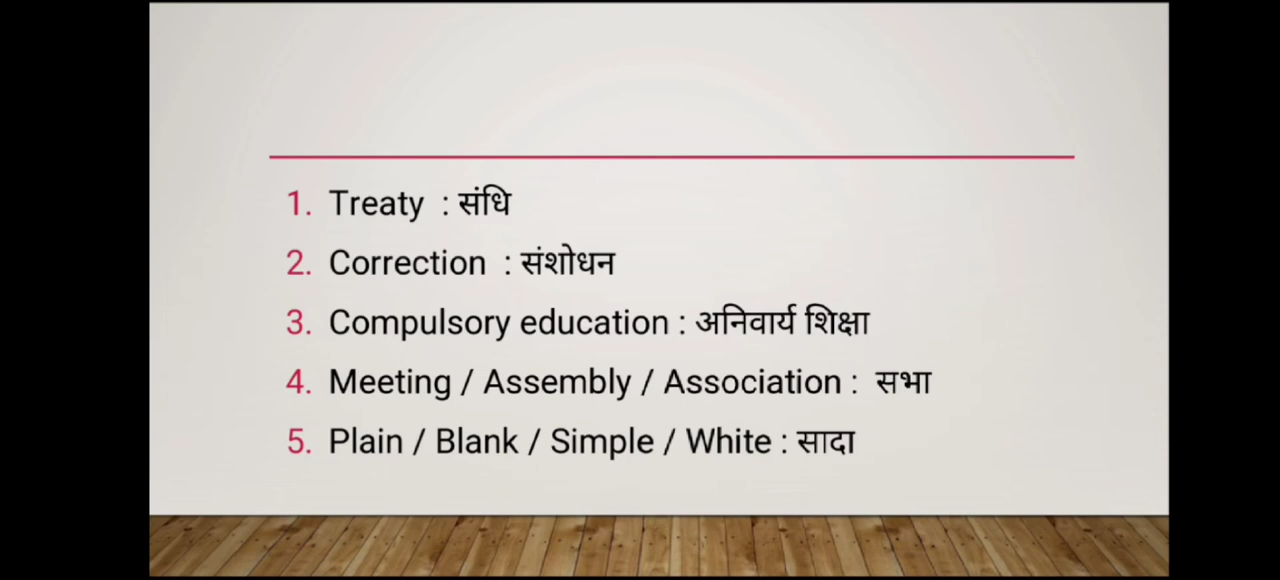 1. Treaty : संधि
2. Correction : संशोधन
3. Compulsory education : अनिवार्य शिक्षा
4. Meeting / Assembly / Association : सभा
5. Plain / Blank / Simple / White : सादा